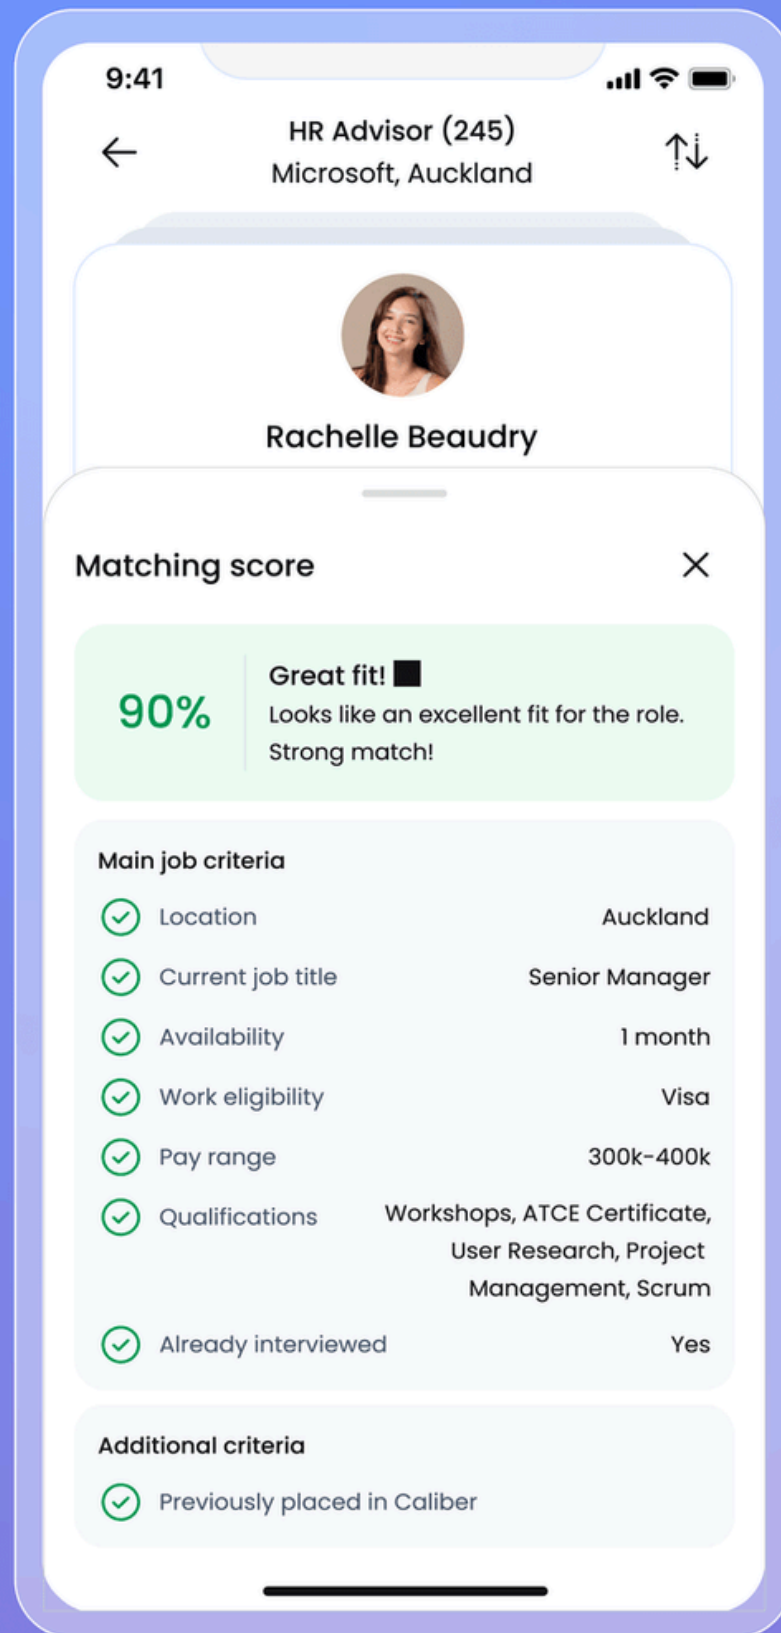 9:41
HR Advisor (245)
Microsoft, Auckland
Rachelle Beaudry
Matching score
90%
Great fit!
Looks like an excellent fit for the role.
Strong match!
Main job criteria
Location Auckland
Current job title Senior Manager
Availability 1 month
Work eligibility Visa
Pay range 300k-400k
Qualifications Workshops, ATCE Certificate,
User Research, Project
Management, Scrum
Already interviewed Yes
Additional criteria
Previously placed in Caliber